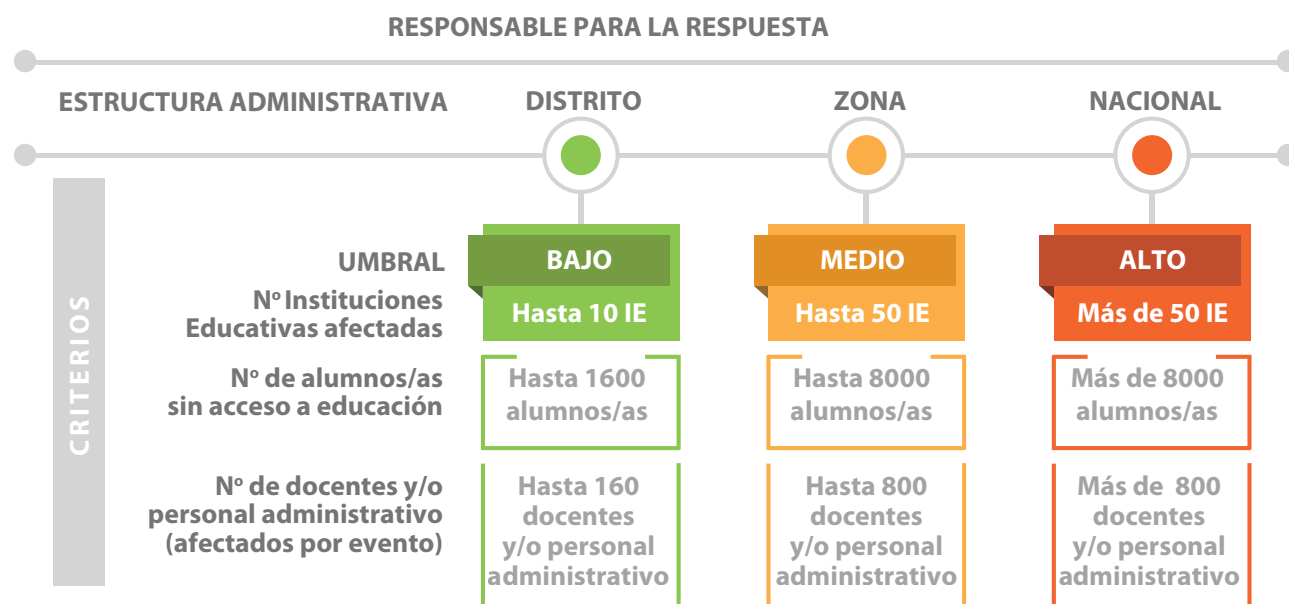 RESPONSABLE PARA LA RESPUESTA
ESTRUCTURA ADMINISTRATIVA
DISTRITO
ZONA
NACIONAL
CRITERIOS
UMBRAL
BAJO
MEDIO
ALTO
Nº Instituciones
Educativas afectadas
Hasta 10 IE
Hasta 50 IE
Más de 50 IE
Nº de alumnos/as
sin acceso a educación
Hasta 1600
alumnos/as
Hasta 8000
alumnos/as
Más de 8000
alumnos/as
Nº de docentes y/o
personal administrativo
(afectados por evento)
Hasta 160
docentes
y/o personal
administrativo
Hasta 800
docentes
y/o personal
administrativo
Más de 800
docentes
y/o personal
administrativo